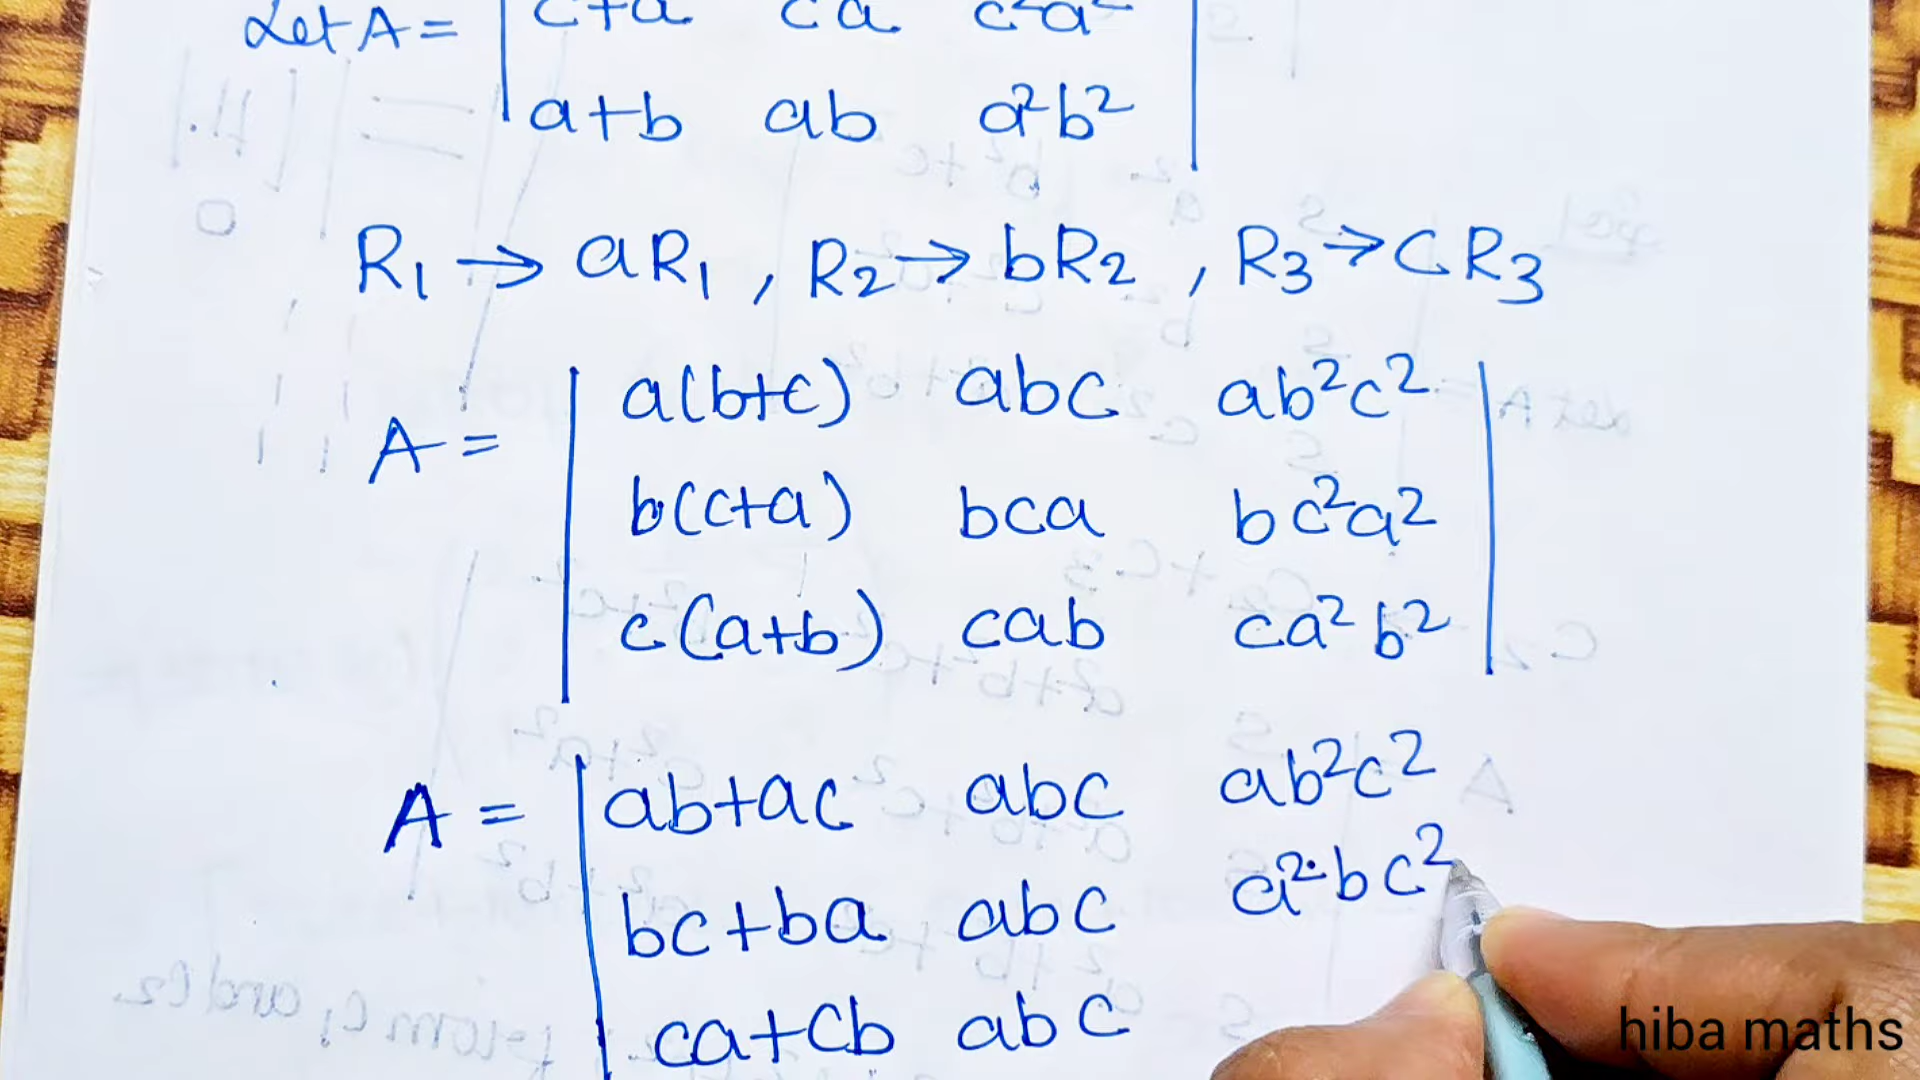 Let A = | c+a ca c²a²
a+b ab a²b² |
R₁ → aR₁ , R₂ → bR₂ , R₃ → CR₃
A = | a(b+c) abc ab²c² |
b(c+a) bca bc²a²
c(a+b) cab ca²b²
A = | ab+ac abc ab²c²
bc+ba abc a²bc²
ca+cb abc
hiba maths